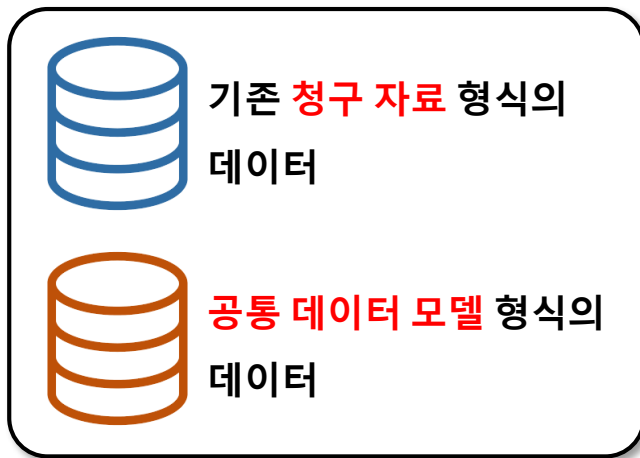 기존 청구 자료 형식의
데이터
공통 데이터 모델 형식의
데이터